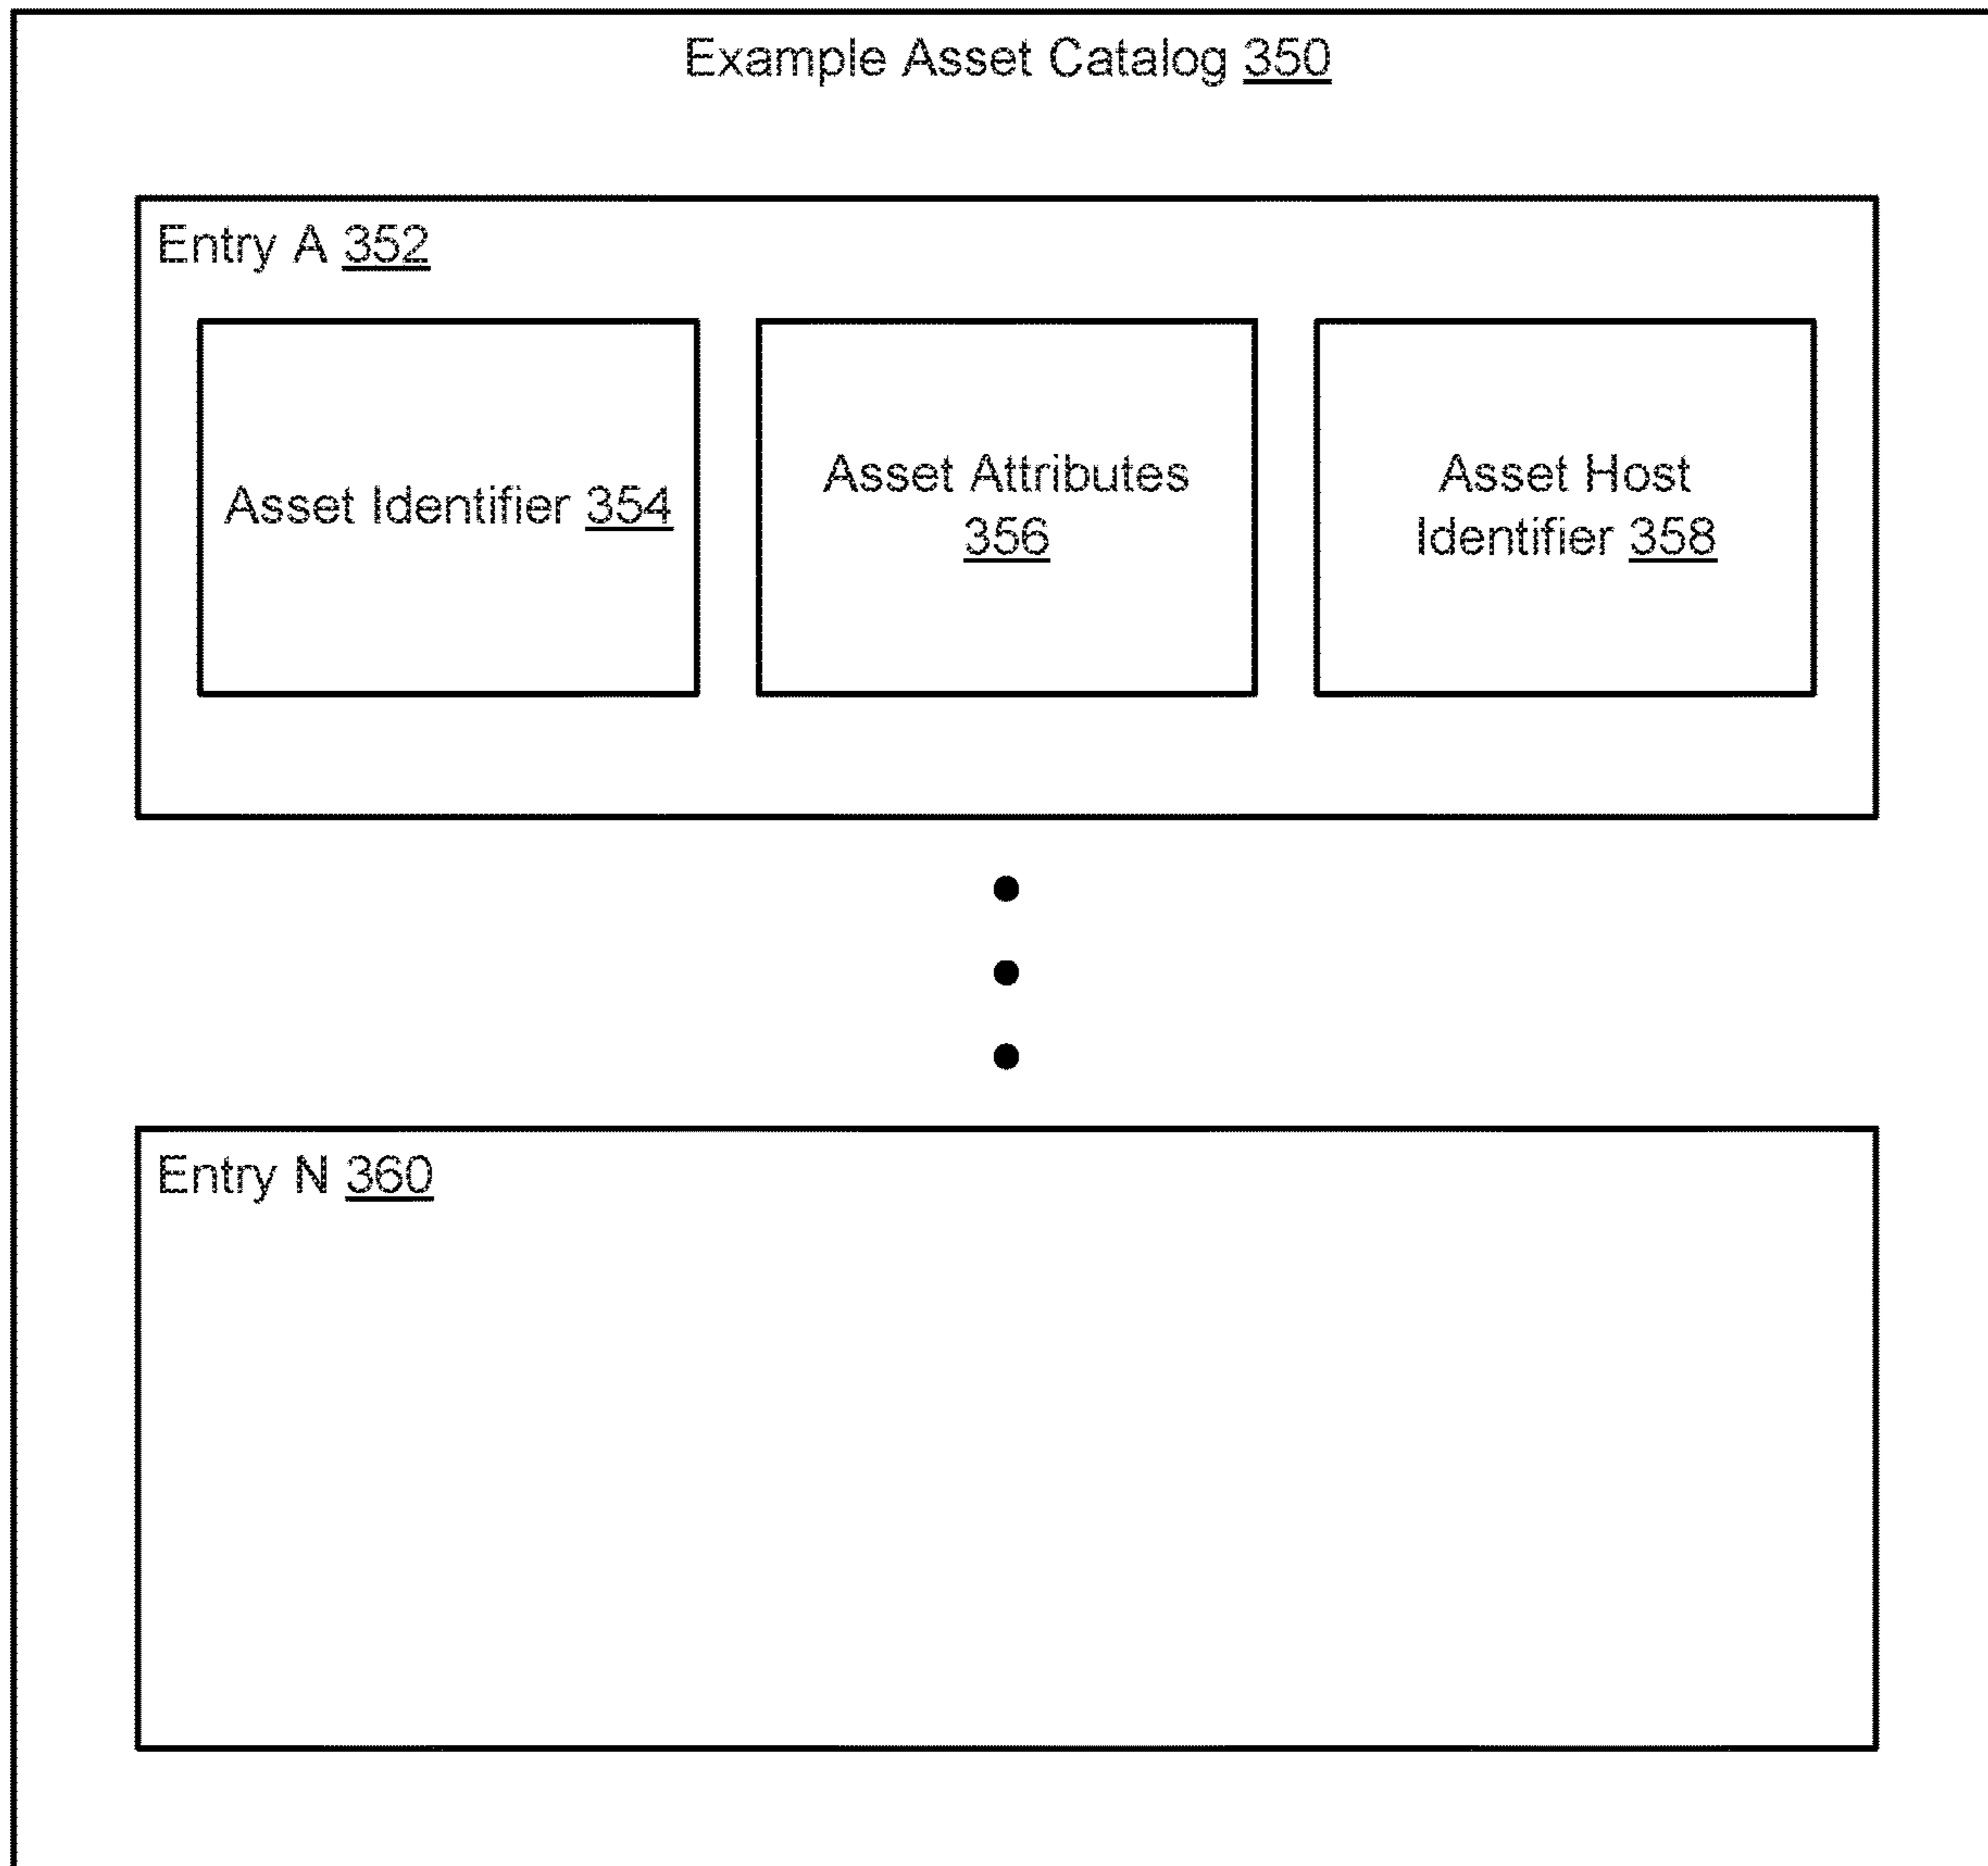 Example Asset Catalog 350
Entry A 352
Asset Identifier 354
Asset Attributes
356
Asset Host
Identifier 358
Entry N 360